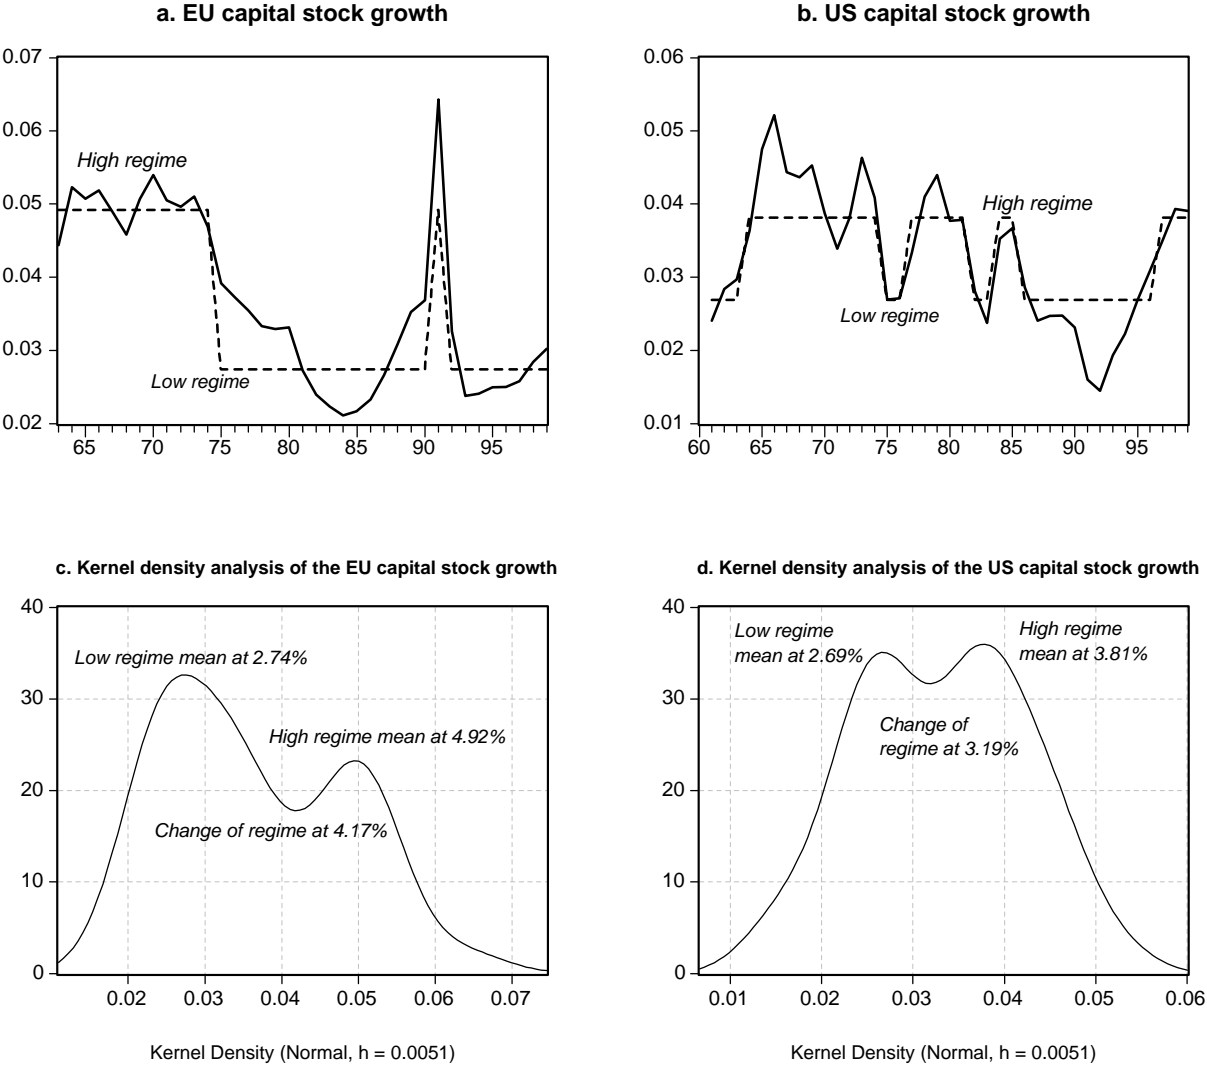 a. EU capital stock growth
0.07
0.06
0.05
0.04
0.03
0.02
High regime
Low regime
65 70 75 80 85 90 95
b. US capital stock growth
0.06
0.05
0.04
0.03
0.02
0.01
High regime
Low regime
60 65 70 75 80 85 90 95
c. Kernel density analysis of the EU capital stock growth
40
30
20
10
0
Low regime mean at 2.74%
High regime mean at 4.92%
Change of regime at 4.17%
0.02 0.03 0.04 0.05 0.06 0.07
Kernel Density (Normal, h = 0.0051)
d. Kernel density analysis of the US capital stock growth
40
30
20
10
0
Low regime
mean at 2.69%
High regime
mean at 3.81%
Change of
regime at 3.19%
0.01 0.02 0.03 0.04 0.05 0.06
Kernel Density (Normal, h = 0.0051)